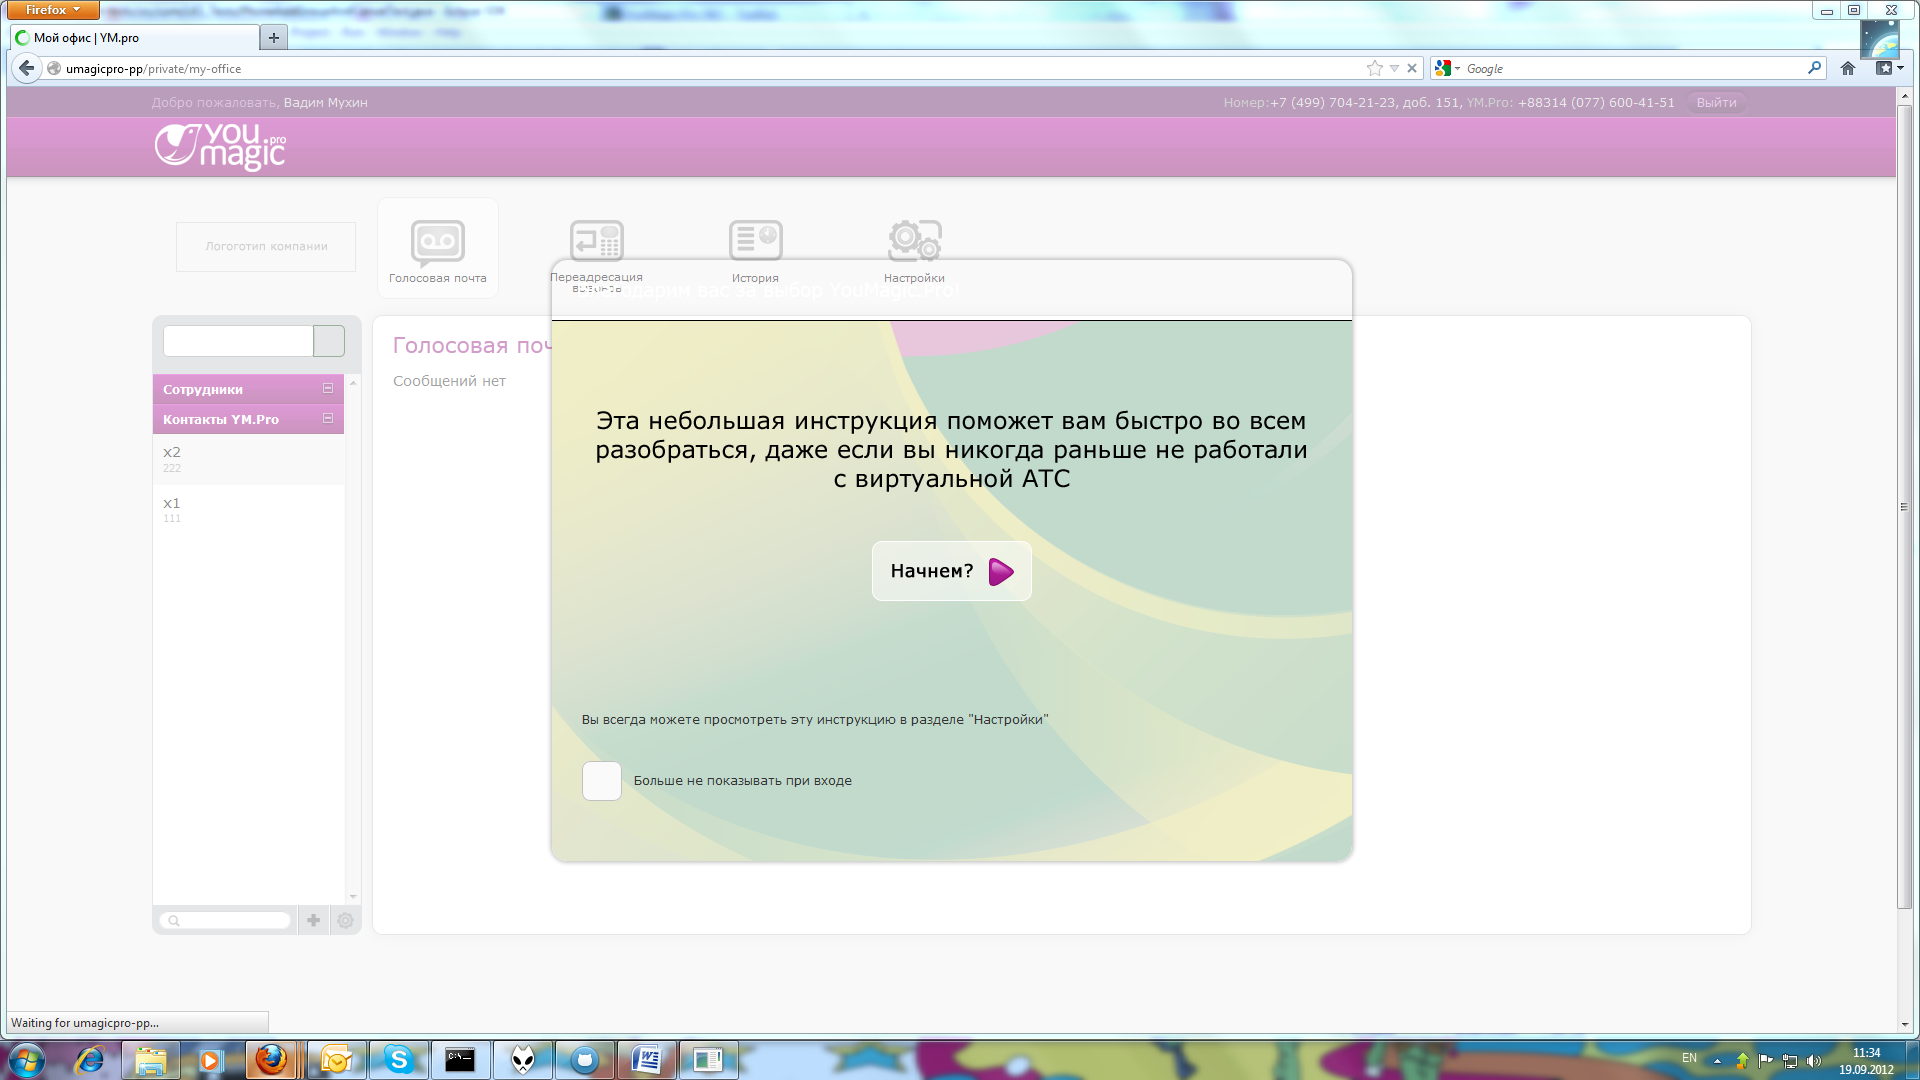 Firefox
Мой офис | YM.pro
umagicpro-pp/private/my-office
Google
Добро пожаловать, Вадим Мухин
Номер:+7 (499) 704-21-23, доб. 151, YM.Pro: +88314 (077) 600-41-51
Выйти
you magic pro
Логоготип компании
Голосовая почта
Переадресация
История
Настройки
вас за выбор YouMagic.Pro!
Голосовая
Сообщений нет
Сотрудники
Контакты YM.Pro
x2
222
x1
111
Эта небольшая инструкция поможет вам быстро во всем
разобраться, даже если вы никогда раньше не работали
с виртуальной АТС
Начнем?
Вы всегда можете просмотреть эту инструкцию в разделе "Настройки"
Больше не показывать при входе
Waiting for umagicpro-pp...
EN
11:34
19.09.2012